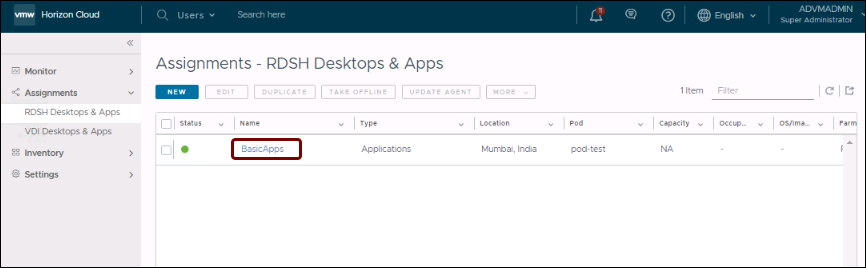 vmw Horizon Cloud Users Search here English ADVMADMIN
Super Administrator
«
Monitor
Assignments
RDSH Desktops & Apps
VDI Desktops & Apps
Inventory
Settings
Assignments - RDSH Desktops & Apps
NEW EDIT DUPLICATE TAKE OFFLINE UPDATE AGENT MORE 1 Item Filter
Status Name Type Location Pod Capacity Occup... OS/Ima... Farm
BasicApps Applications Mumbai, India pod-test NA - -